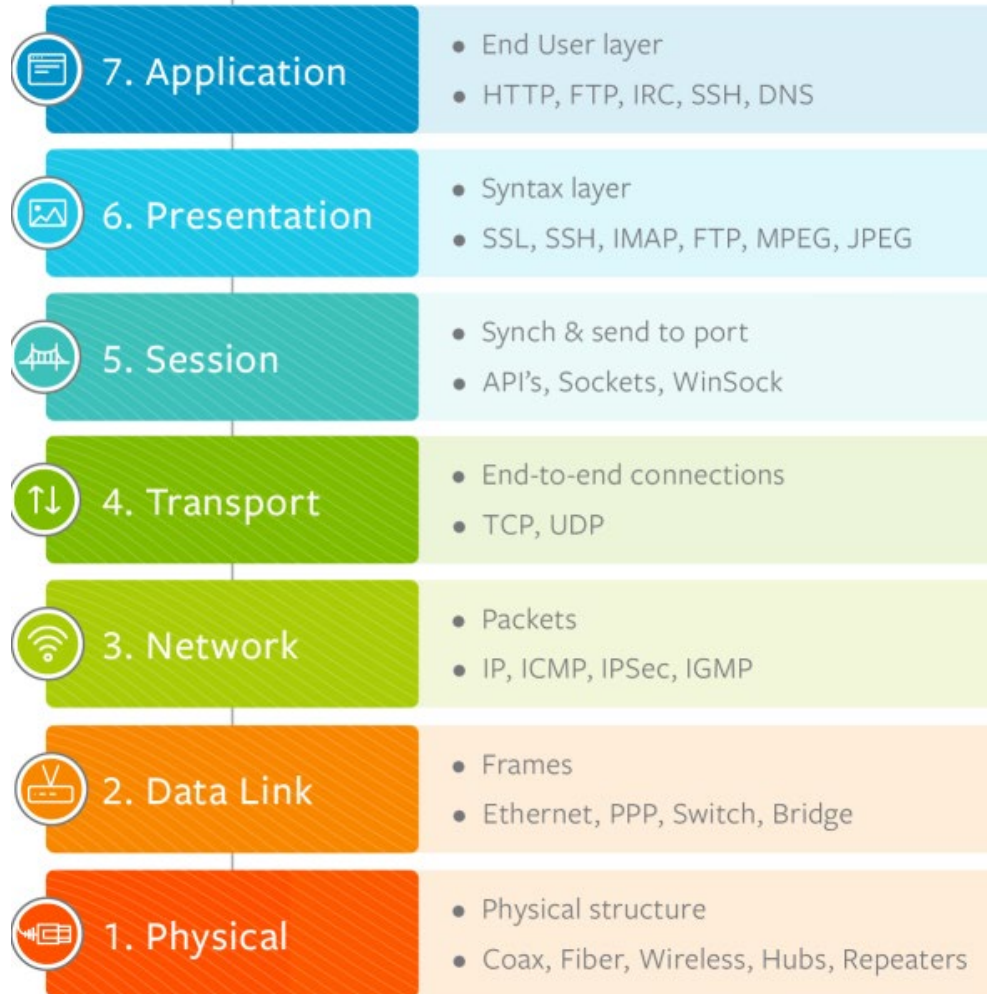 7. Application
• End User layer
• HTTP, FTP, IRC, SSH, DNS
6. Presentation
• Syntax layer
• SSL, SSH, IMAP, FTP, MPEG, JPEG
5. Session
• Synch & send to port
• API's, Sockets, WinSock
4. Transport
• End-to-end connections
• TCP, UDP
3. Network
• Packets
• IP, ICMP, IPSec, IGMP
2. Data Link
• Frames
• Ethernet, PPP, Switch, Bridge
1. Physical
• Physical structure
• Coax, Fiber, Wireless, Hubs, Repeaters